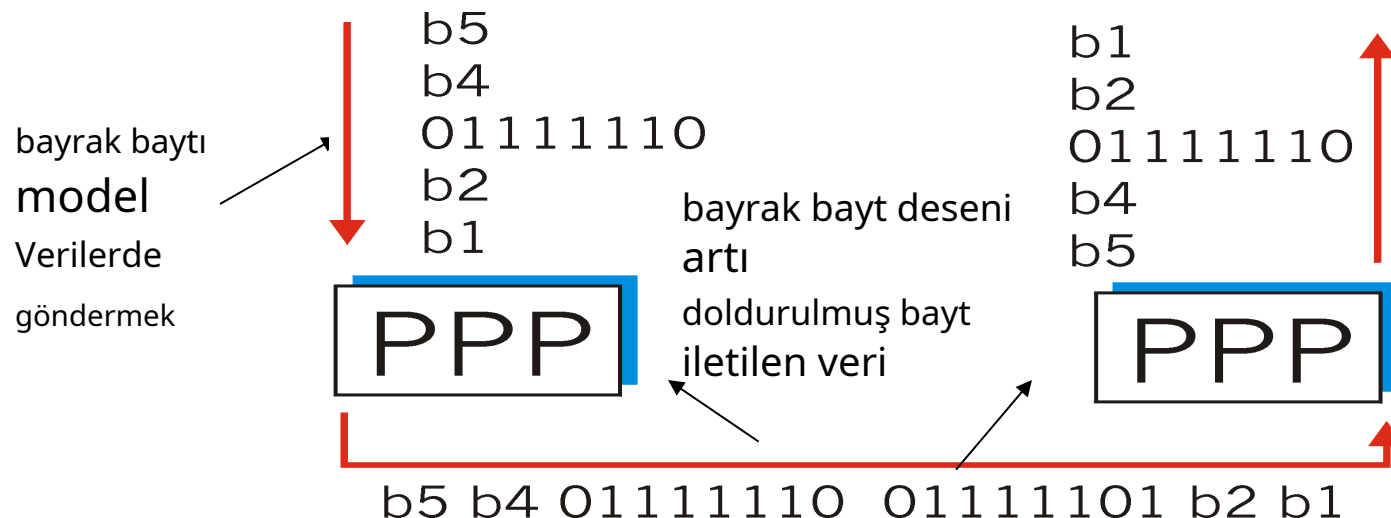 bayrak baytı
model
Verilerde
göndermek
b5
b4
01111110
b2
b1
PPP
bayrak bayt deseni
artı
doldurulmuş bayt
iletilen veri
b1
b2
01111110
b4
b5
PPP
b5 b4 01111110 01111101 b2 b1